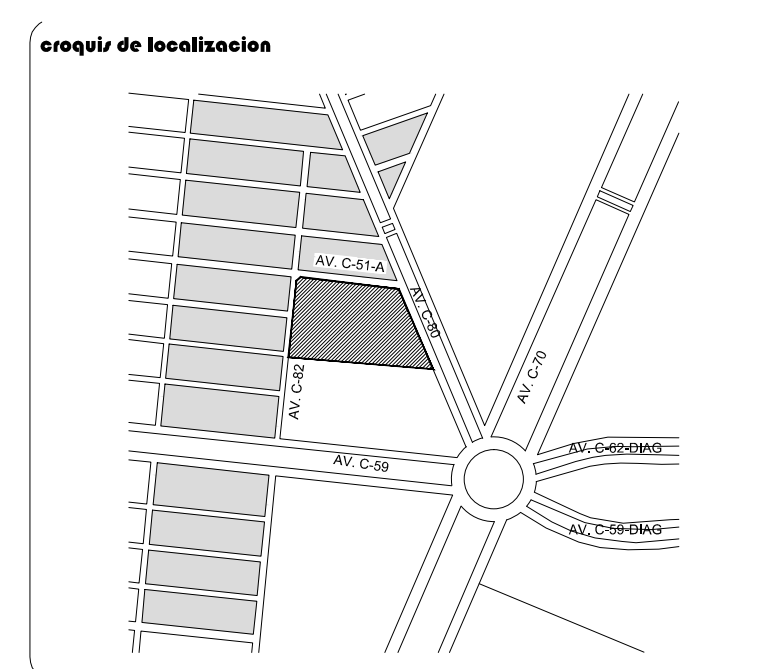 croquis de localizacion
AV. C-51-A
AV. C-80
AV. C-70
AV. C-82
AV. C-62-DIAG
AV. C-59
AV. C-59-DIAG